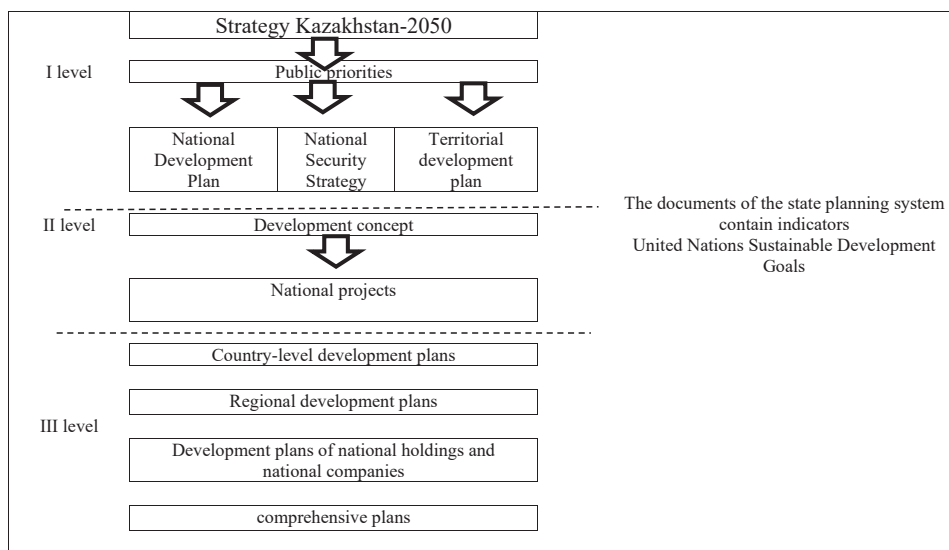 Strategy Kazakhstan-2050
I level
Public priorities
National
Development
Plan
National
Security
Strategy
Territorial
development
plan
The documents of the state planning system
contain indicators
United Nations Sustainable Development
Goals
II level
Development concept
National projects
Country-level development plans
Regional development plans
III level
Development plans of national holdings and
national companies
comprehensive plans